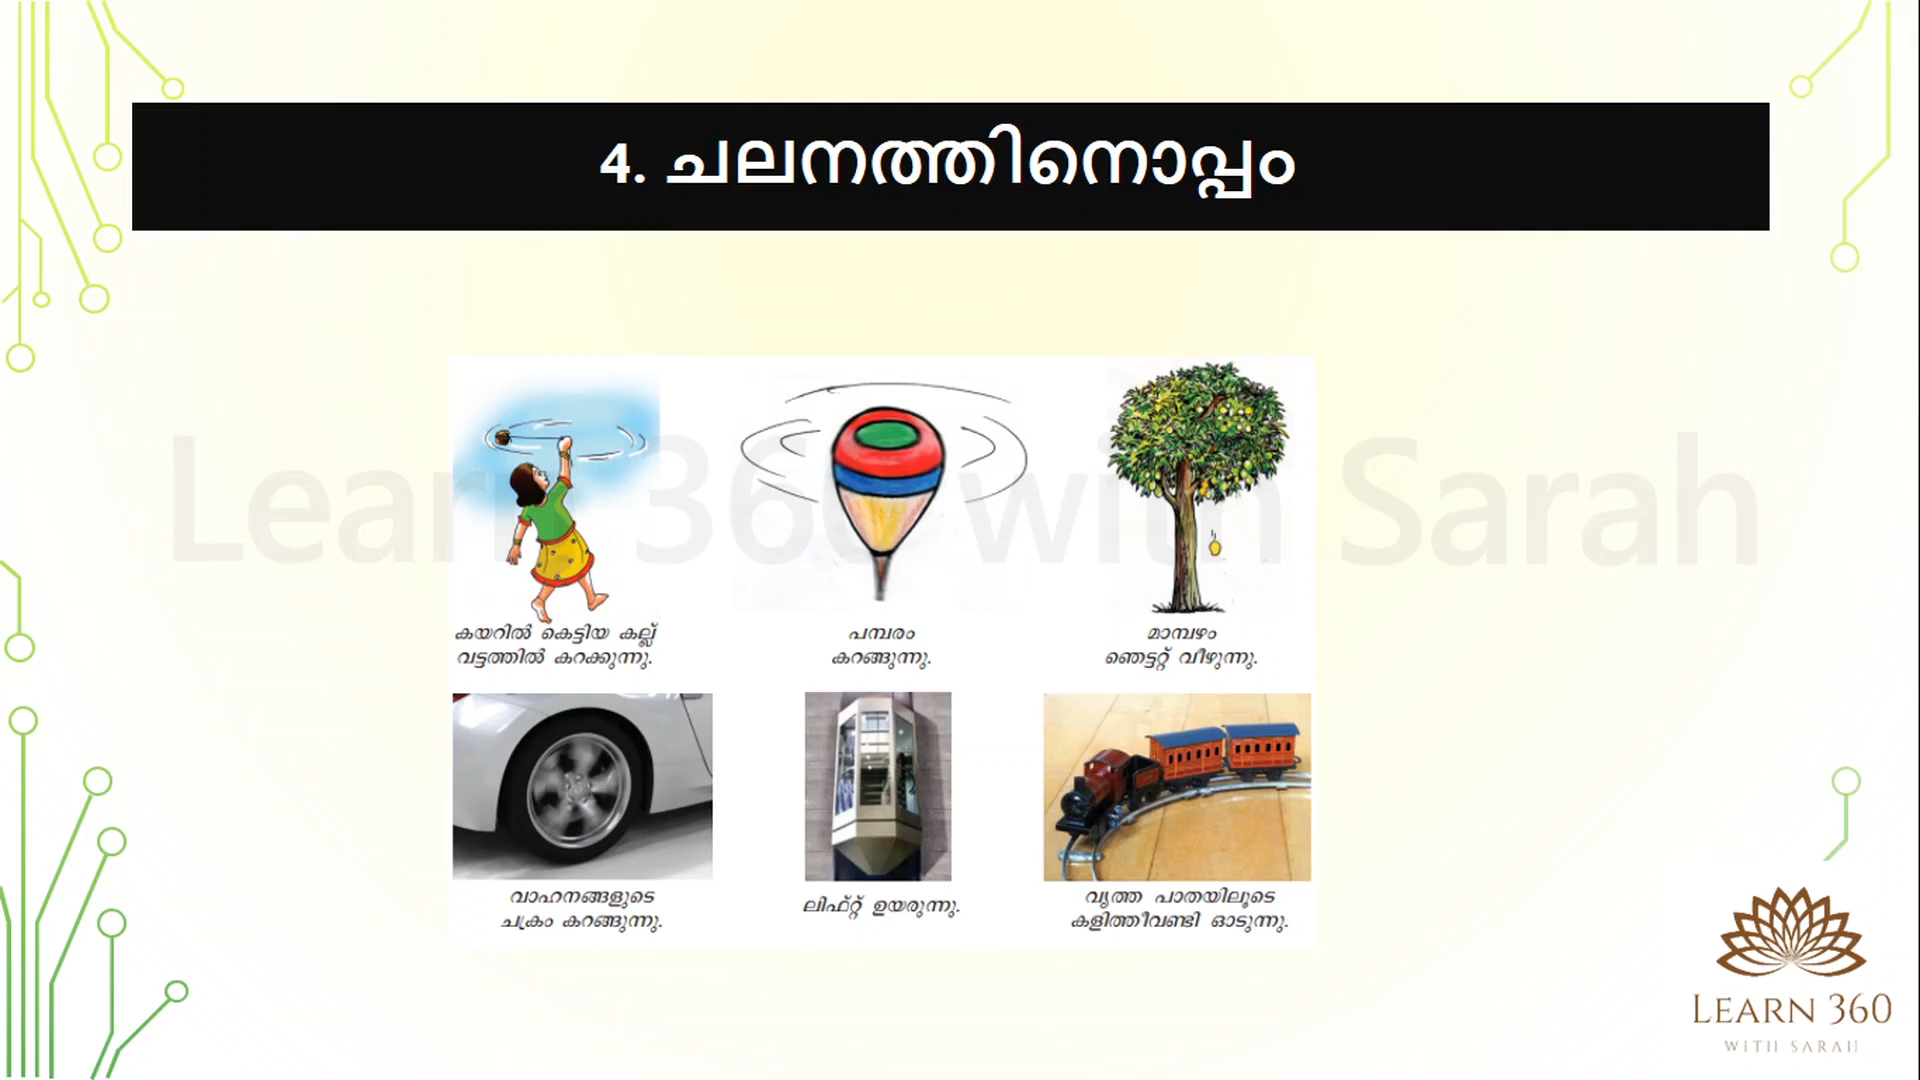 4. ചലനത്തിനൊപ്പം
Learn 360 with Sarah
കയറിൽ കെട്ടിയ കല്ല്
വട്ടത്തിൽ കറക്കുന്നു.
പമ്പരം
കറങ്ങുന്നു.
മാമ്പഴം
ഞെട്ടറ്റ് വീഴുന്നു.
വാഹനങ്ങളുടെ
ചക്രം കറങ്ങുന്നു.
ലിഫ്റ്റ് ഉയരുന്നു.
വൃത്ത പാതയിലൂടെ
കളിത്തീവണ്ടി ഓടുന്നു.
LEARN 360
WITH SARAH